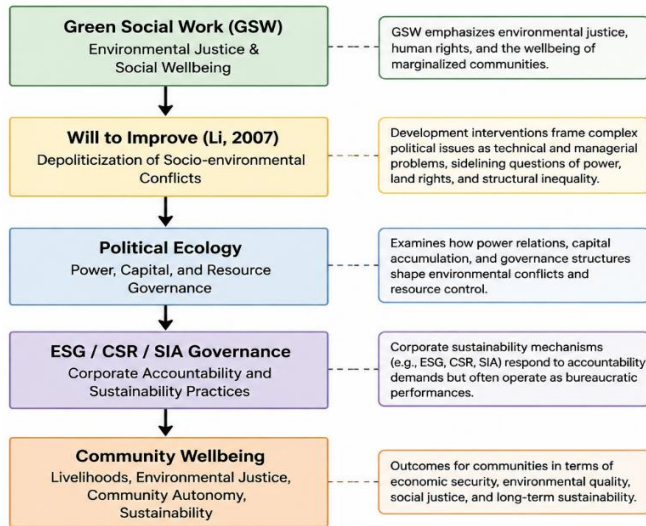 Green Social Work (GSW)
Environmental Justice &
Social Wellbeing
GSW emphasizes environmental justice,
human rights, and the wellbeing of
marginalized communities.
Will to Improve (Li, 2007)
Depoliticization of Socio-environmental
Conflicts
Development interventions frame complex
political issues as technical and managerial
problems, sidelining questions of power,
land rights, and structural inequality.
Political Ecology
Power, Capital, and Resource
Governance
Examines how power relations, capital
accumulation, and governance structures
shape environmental conflicts and
resource control.
ESG / CSR / SIA Governance
Corporate Accountability and
Sustainability Practices
Corporate sustainability mechanisms
(e.g., ESG, CSR, SIA) respond to accountability
demands but often operate as bureaucratic
performances.
Community Wellbeing
Livelihoods, Environmental Justice,
Community Autonomy,
Sustainability
Outcomes for communities in terms of
economic security, environmental quality,
social justice, and long-term sustainability.